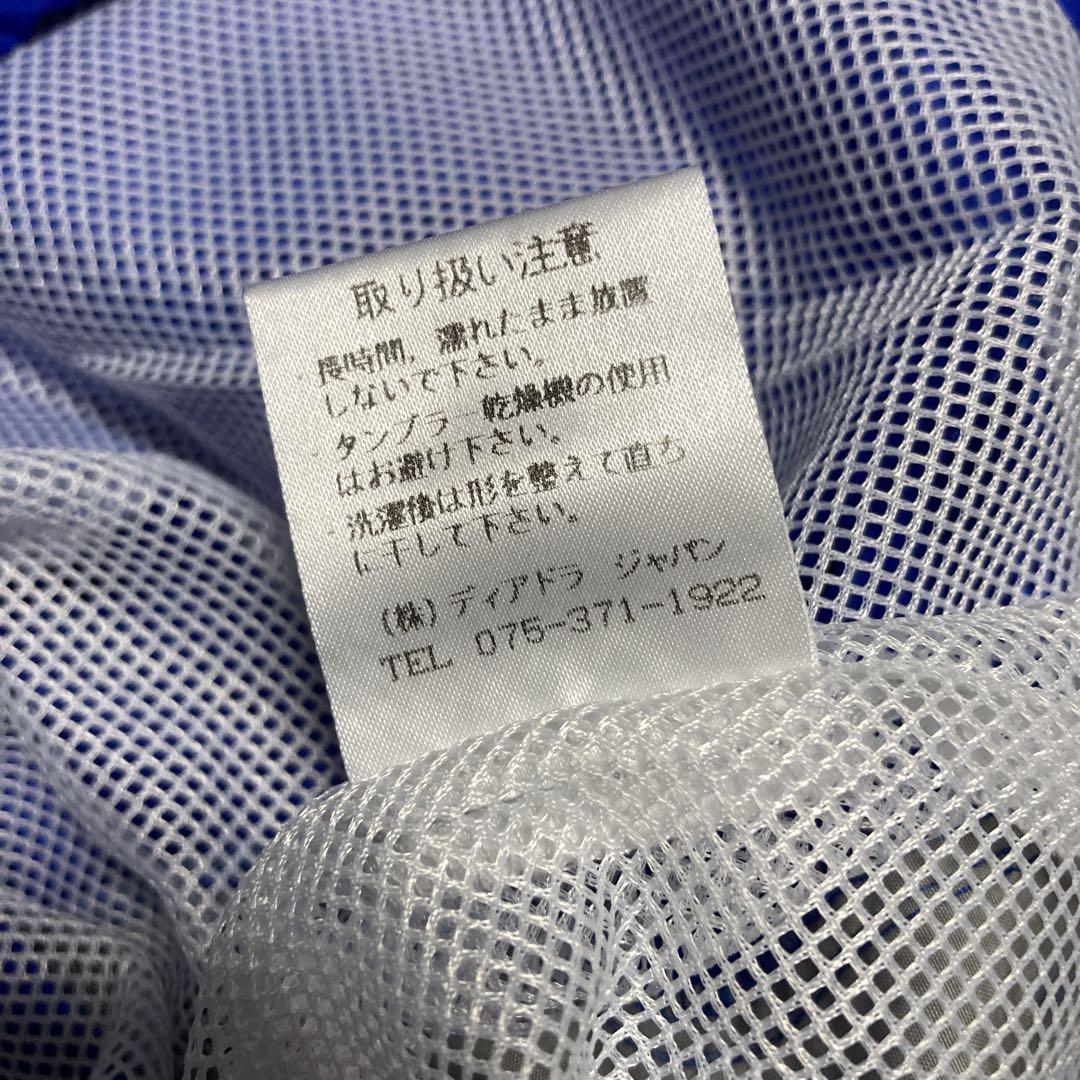 取り扱い注意
・長時間，濡れたまま放置
しないで下さい。
・タンブラー乾燥機の使用
はお避け下さい。
・洗濯後は形を整えて直ち
に干して下さい。
(株)ディアドラ ジャパン
TEL 075-371-1922